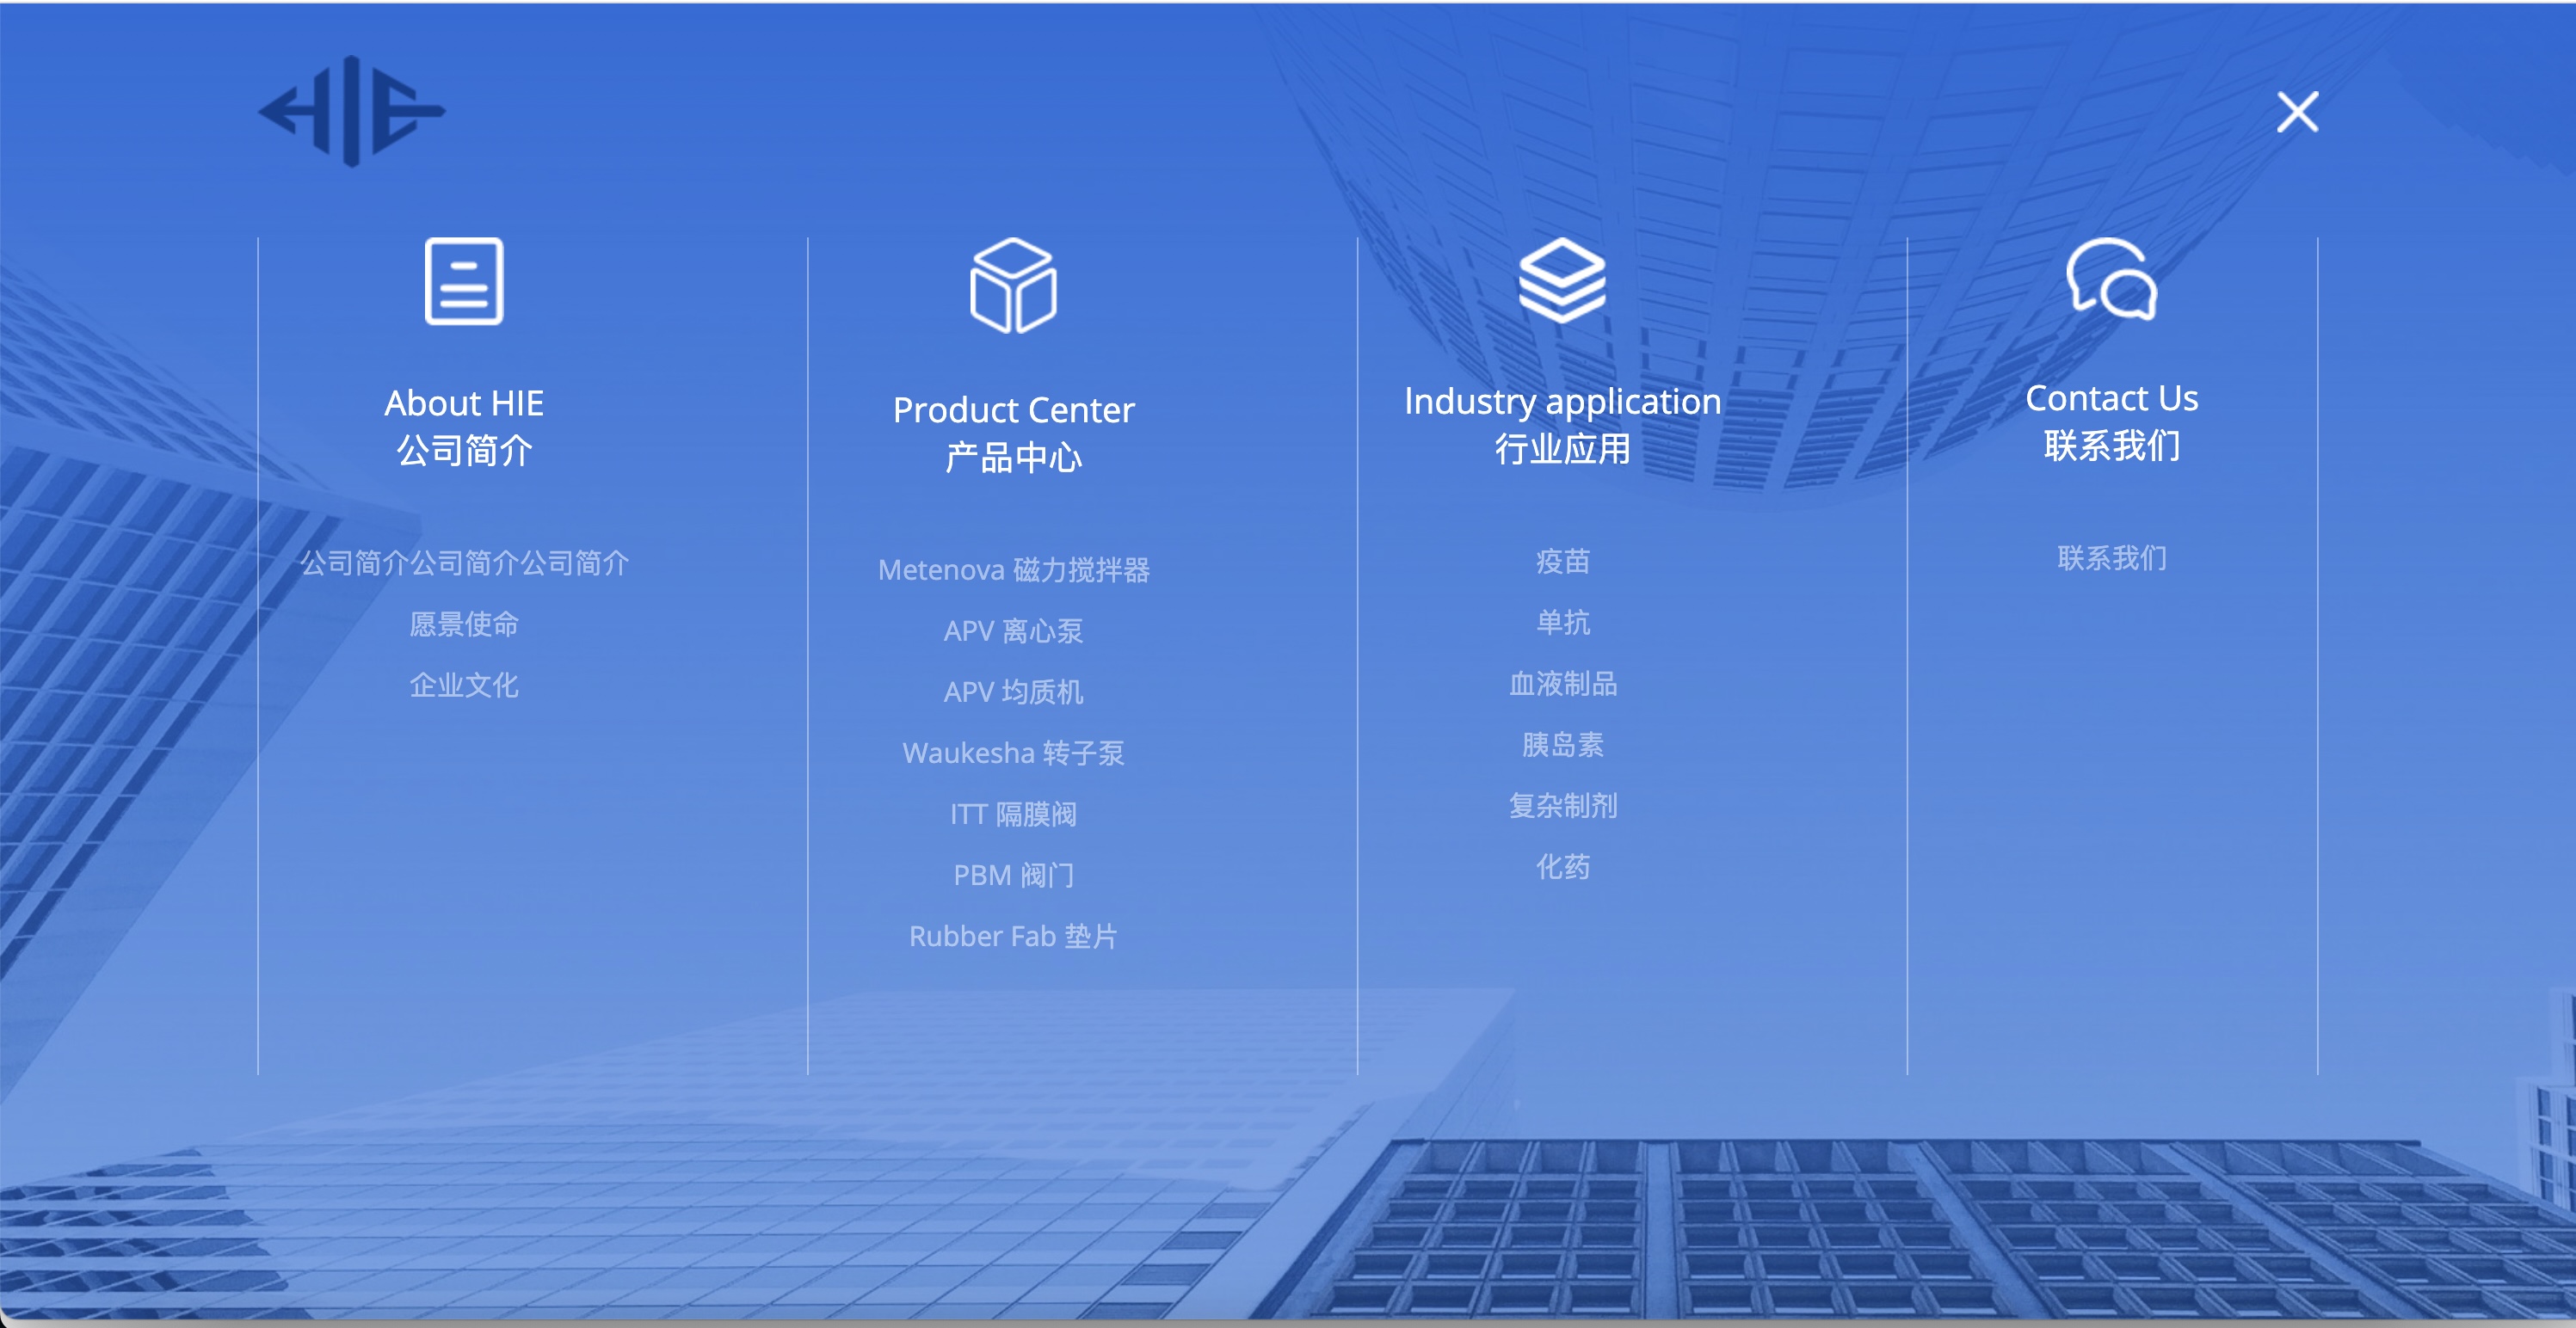 HIE
About HIE
公司简介
公司简介公司简介公司简介
愿景使命
企业文化
Product Center
产品中心
Metenova 磁力搅拌器
APV 离心泵
APV 均质机
Waukesha 转子泵
ITT 隔膜阀
PBM 阀门
Rubber Fab 垫片
Industry application
行业应用
疫苗
单抗
血液制品
胰岛素
复杂制剂
化药
Contact Us
联系我们
联系我们